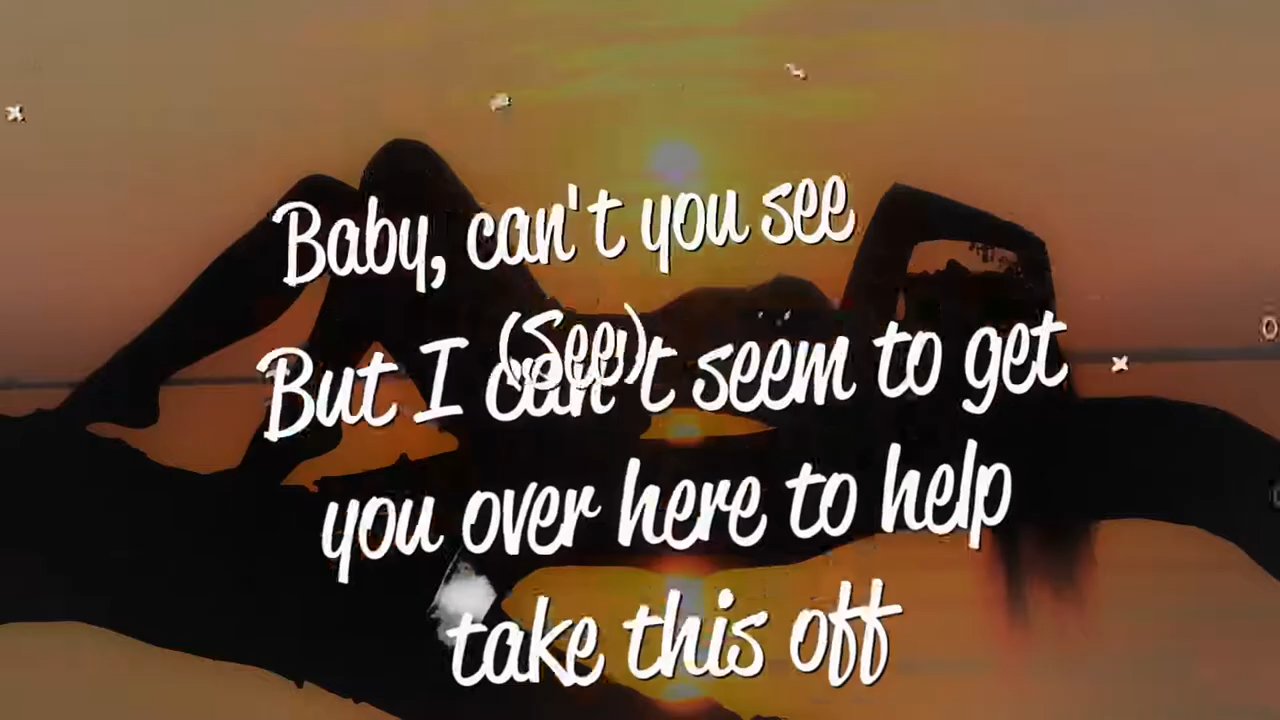 Baby, can't you see
(See)
But I can't seem to get
you over here to help
take this off